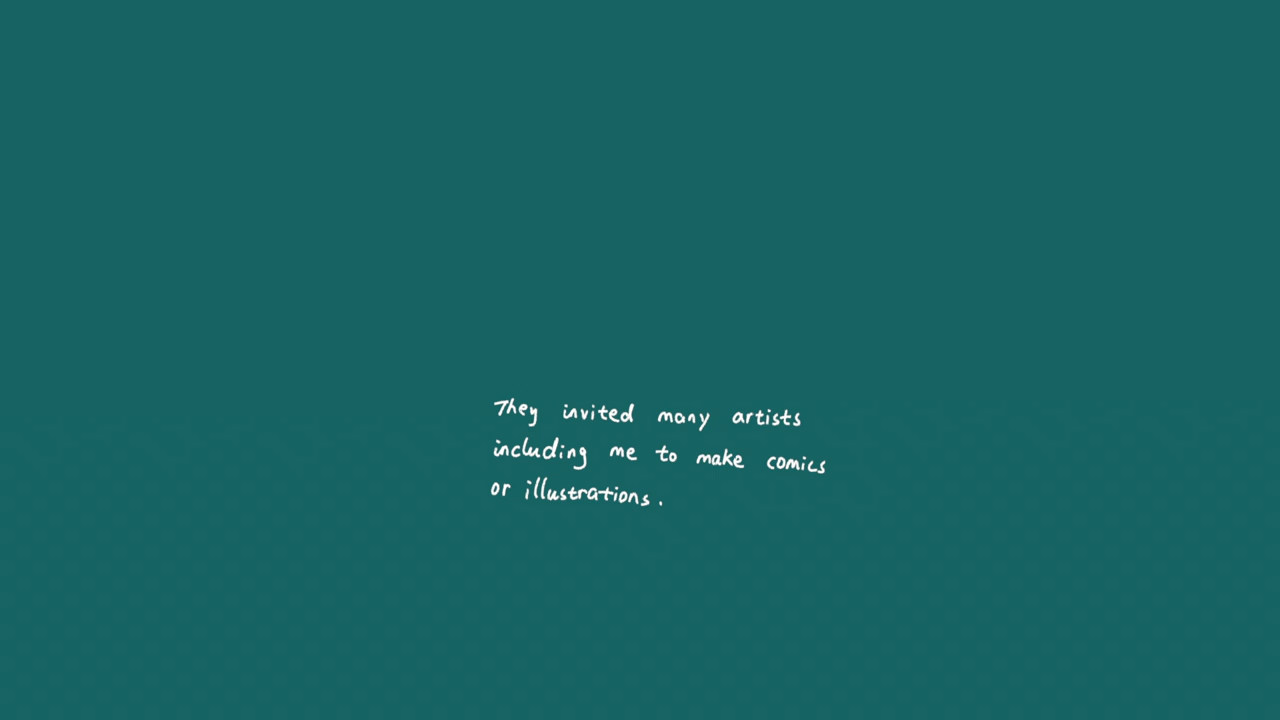 They invited many artists
including me to make comics
or illustrations.